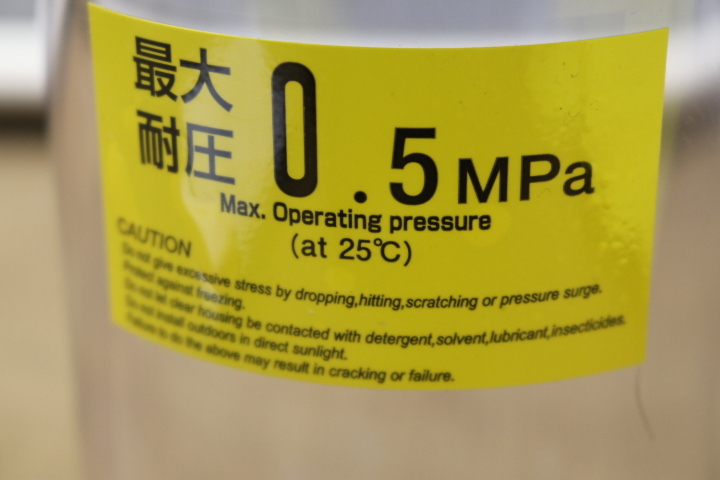 最大
耐圧
0.5 MPa
Max. Operating pressure
(at 25℃)
CAUTION
Do not give excessive stress by dropping,hitting,scratching or pressure surge.
Protect against freezing.
Do not let clear housing be contacted with detergent,solvent,lubricant,insecticides.
Do not install outdoors in direct sunlight.
Failure to do the above may result in cracking or failure.